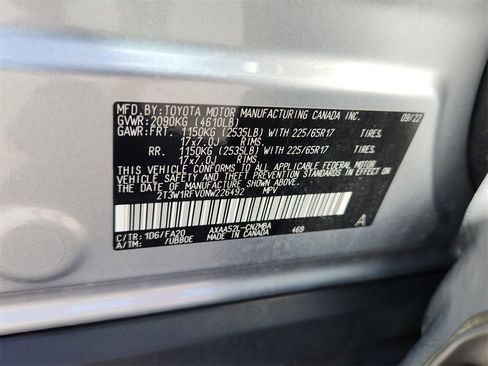 MFD.BY: TOYOTA MOTOR MANUFACTURING CANADA INC. 09/22
GVWR: 2090KG (4610LB)
GAWR: FRT. 1150KG (2535LB) WITH 225/65R17 TIRES,
17x7.0J RIMS.
RR. 1150KG (2535LB) WITH 225/65R17 TIRES,
17x7.0J RIMS.
THIS VEHICLE CONFORMS TO ALL APPLICABLE FEDERAL MOTOR
VEHICLE SAFETY AND THEFT PREVENTION STANDARDS IN EFFECT
ON THE DATE OF MANUFACTURE SHOWN ABOVE.
2T3W1RFV0NW226492 MPV
A
C/TR: 1D6/FA20 AXAA52L-CNZMBA 469
A/TM: /UB80E MADE IN CANADA